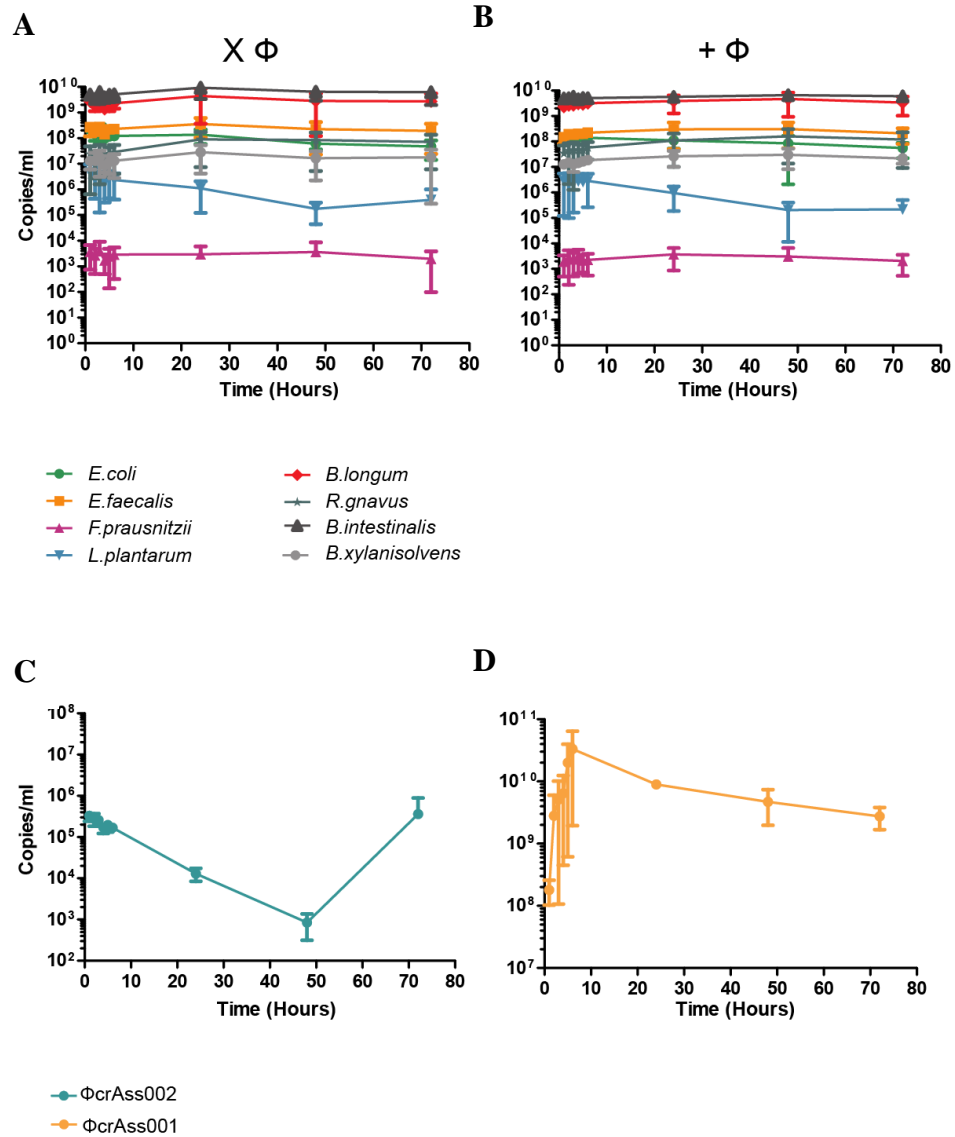 A
B
X Φ
+ Φ
Copies/ml
10¹⁰
10⁹
10⁸
10⁷
10⁶
10⁵
10⁴
10³
10²
10¹
10⁰
0 10 20 30 40 50 60 70 80
Time (Hours)
10¹⁰
10⁹
10⁸
10⁷
10⁶
10⁵
10⁴
10³
10²
10¹
10⁰
0 20 40 60 80
Time (Hours)
E.coli
E.faecalis
F.prausnitzii
L.plantarum
B.longum
R.gnavus
B.intestinalis
B.xylanisolvens
C
D
Copies/ml
10⁸
10⁷
10⁶
10⁵
10⁴
10³
10²
0 10 20 30 40 50 60 70 80
Time (Hours)
10¹¹
10¹⁰
10⁹
10⁸
10⁷
0 10 20 30 40 50 60 70 80
Time (Hours)
ΦcrAss002
ΦcrAss001